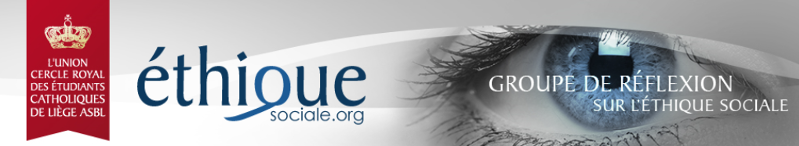 L'UNION
CERCLE ROYAL
DES ÉTUDIANTS
CATHOLIQUES
DE LIÈGE ASBL
éthique
sociale.org
GROUPE DE RÉFLEXION
SUR L'ÉTHIQUE SOCIALE